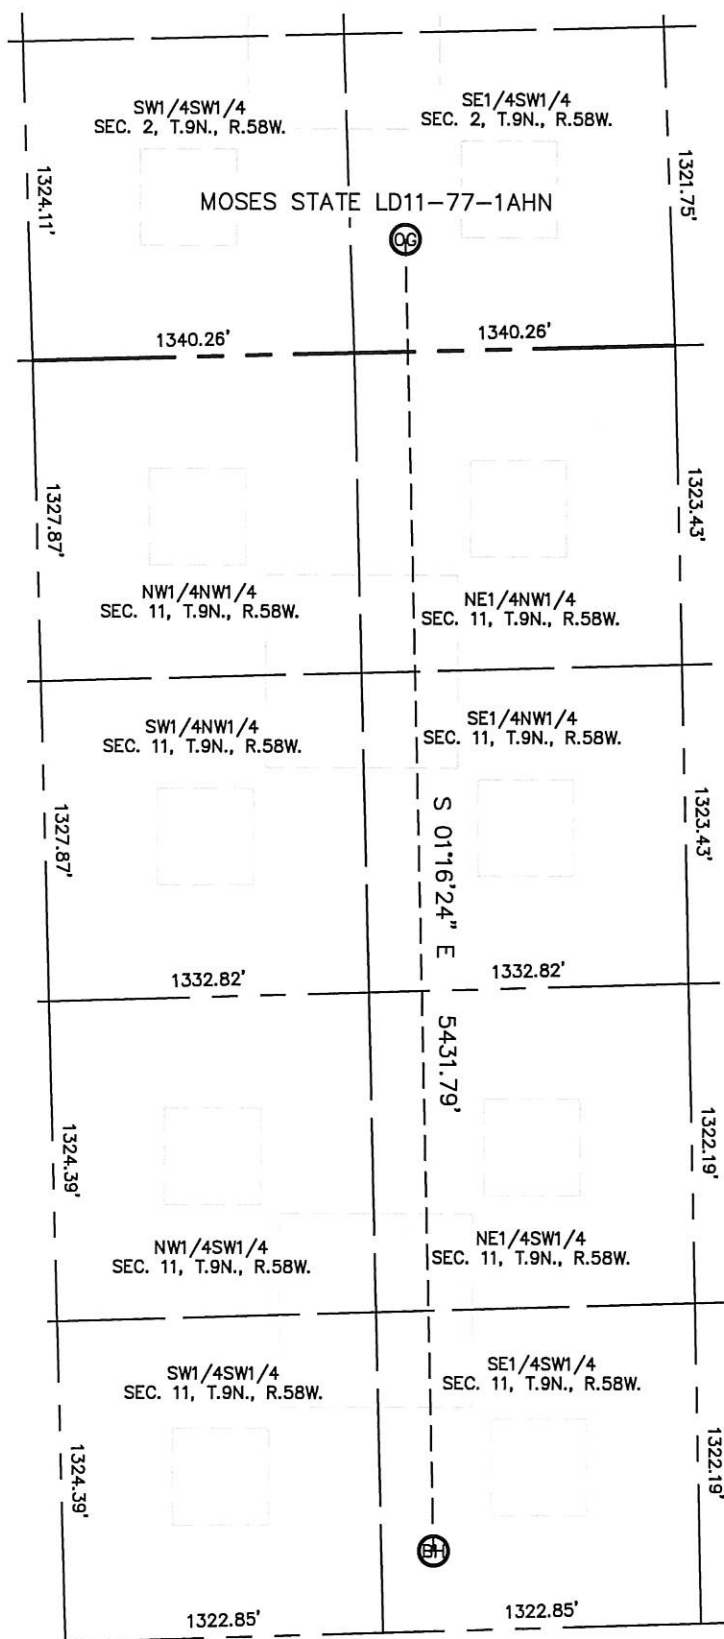 SW1/4SW1/4
SEC. 2, T.9N., R.58W.
SE1/4SW1/4
SEC. 2, T.9N., R.58W.
1324.11'
1321.75'
MOSES STATE LD11-77-1AHN
OG
1340.26'
1340.26'
1327.87'
1323.43'
NW1/4NW1/4
SEC. 11, T.9N., R.58W.
NE1/4NW1/4
SEC. 11, T.9N., R.58W.
SW1/4NW1/4
SEC. 11, T.9N., R.58W.
SE1/4NW1/4
SEC. 11, T.9N., R.58W.
1327.87'
S 01°16'24" E 5431.79'
1323.43'
1332.82'
1332.82'
1324.39'
1322.19'
NW1/4SW1/4
SEC. 11, T.9N., R.58W.
NE1/4SW1/4
SEC. 11, T.9N., R.58W.
SW1/4SW1/4
SEC. 11, T.9N., R.58W.
SE1/4SW1/4
SEC. 11, T.9N., R.58W.
1324.39'
1322.19'
BH
1322.85'
1322.85'